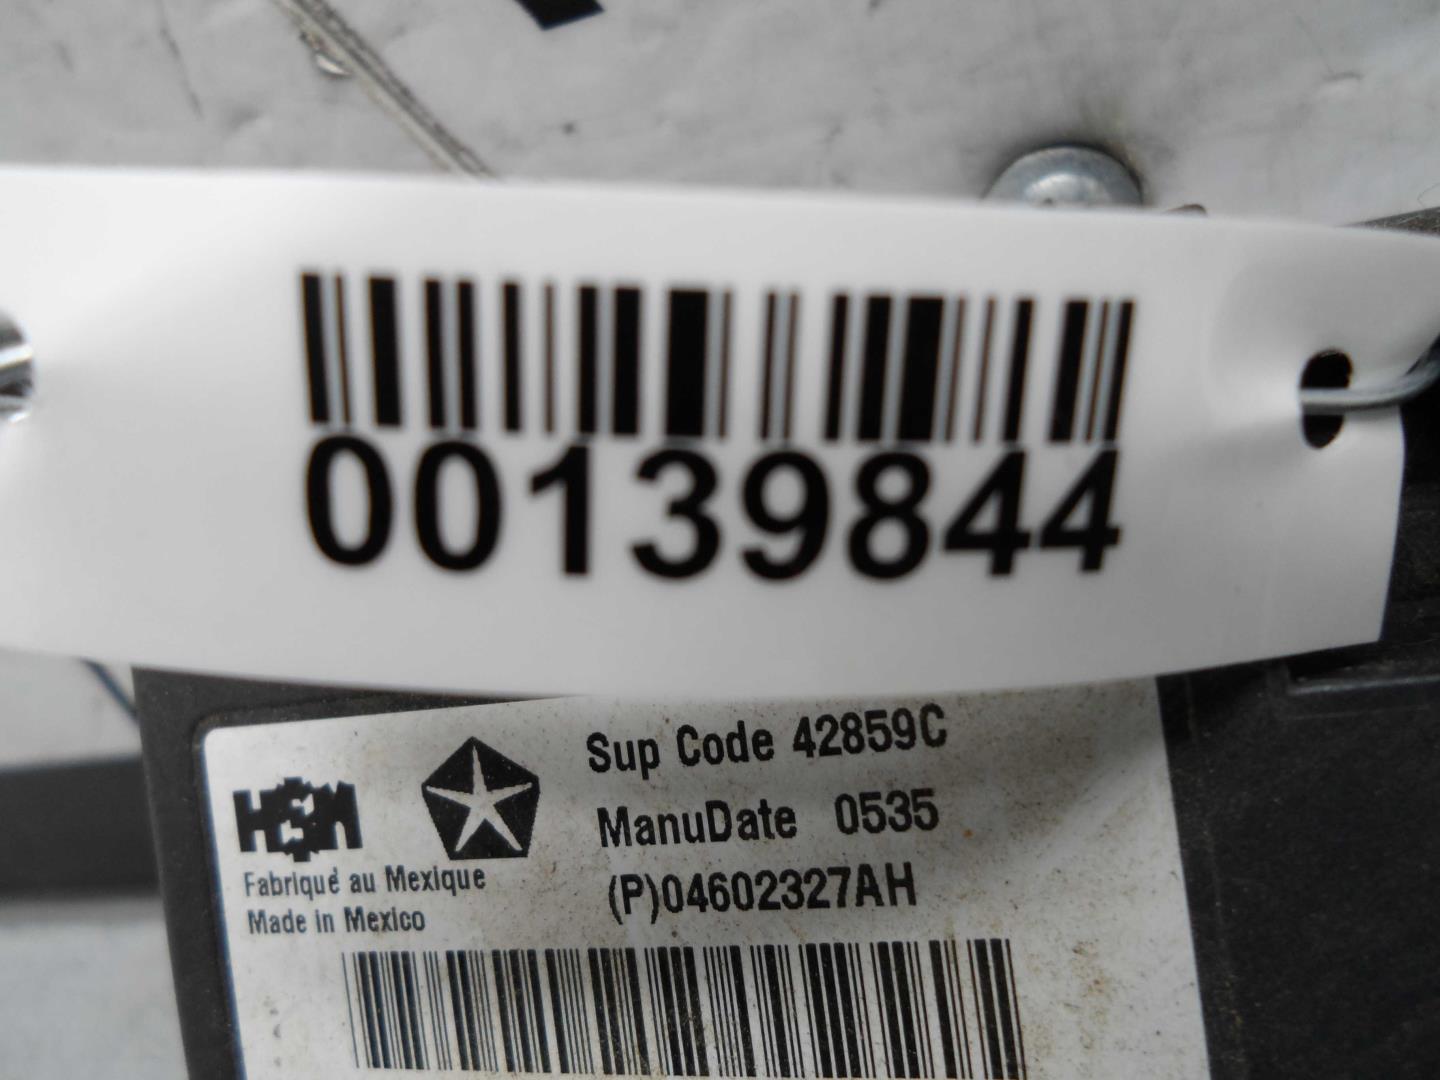 00139844
Sup Code 42859C
ManuDate 0535
(P)04602327AH
HSM
Fabriqué au Mexique
Made in Mexico